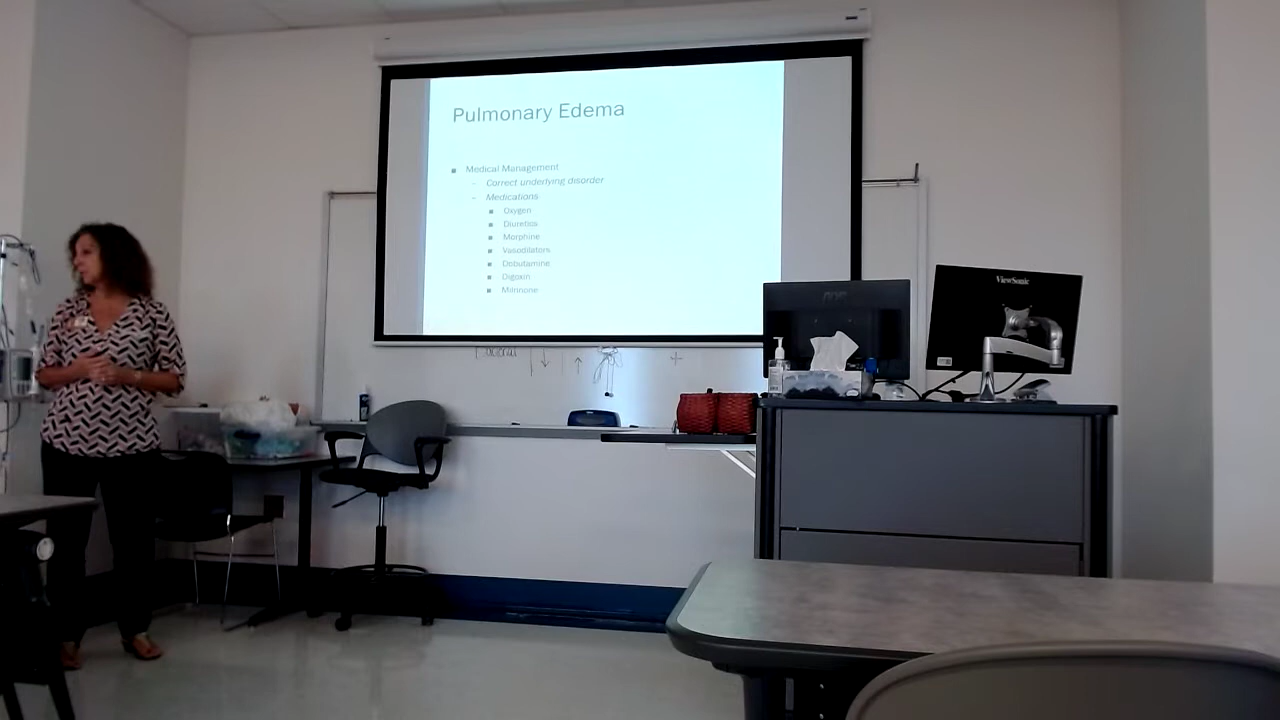 Pulmonary Edema
■ Medical Management
– Correct underlying disorder
– Medications
■ Oxygen
■ Diuretics
■ Morphine
■ Vasodilators
■ Dobutamine
■ Digoxin
■ Milrinone
↓ ↑ +
ViewSonic